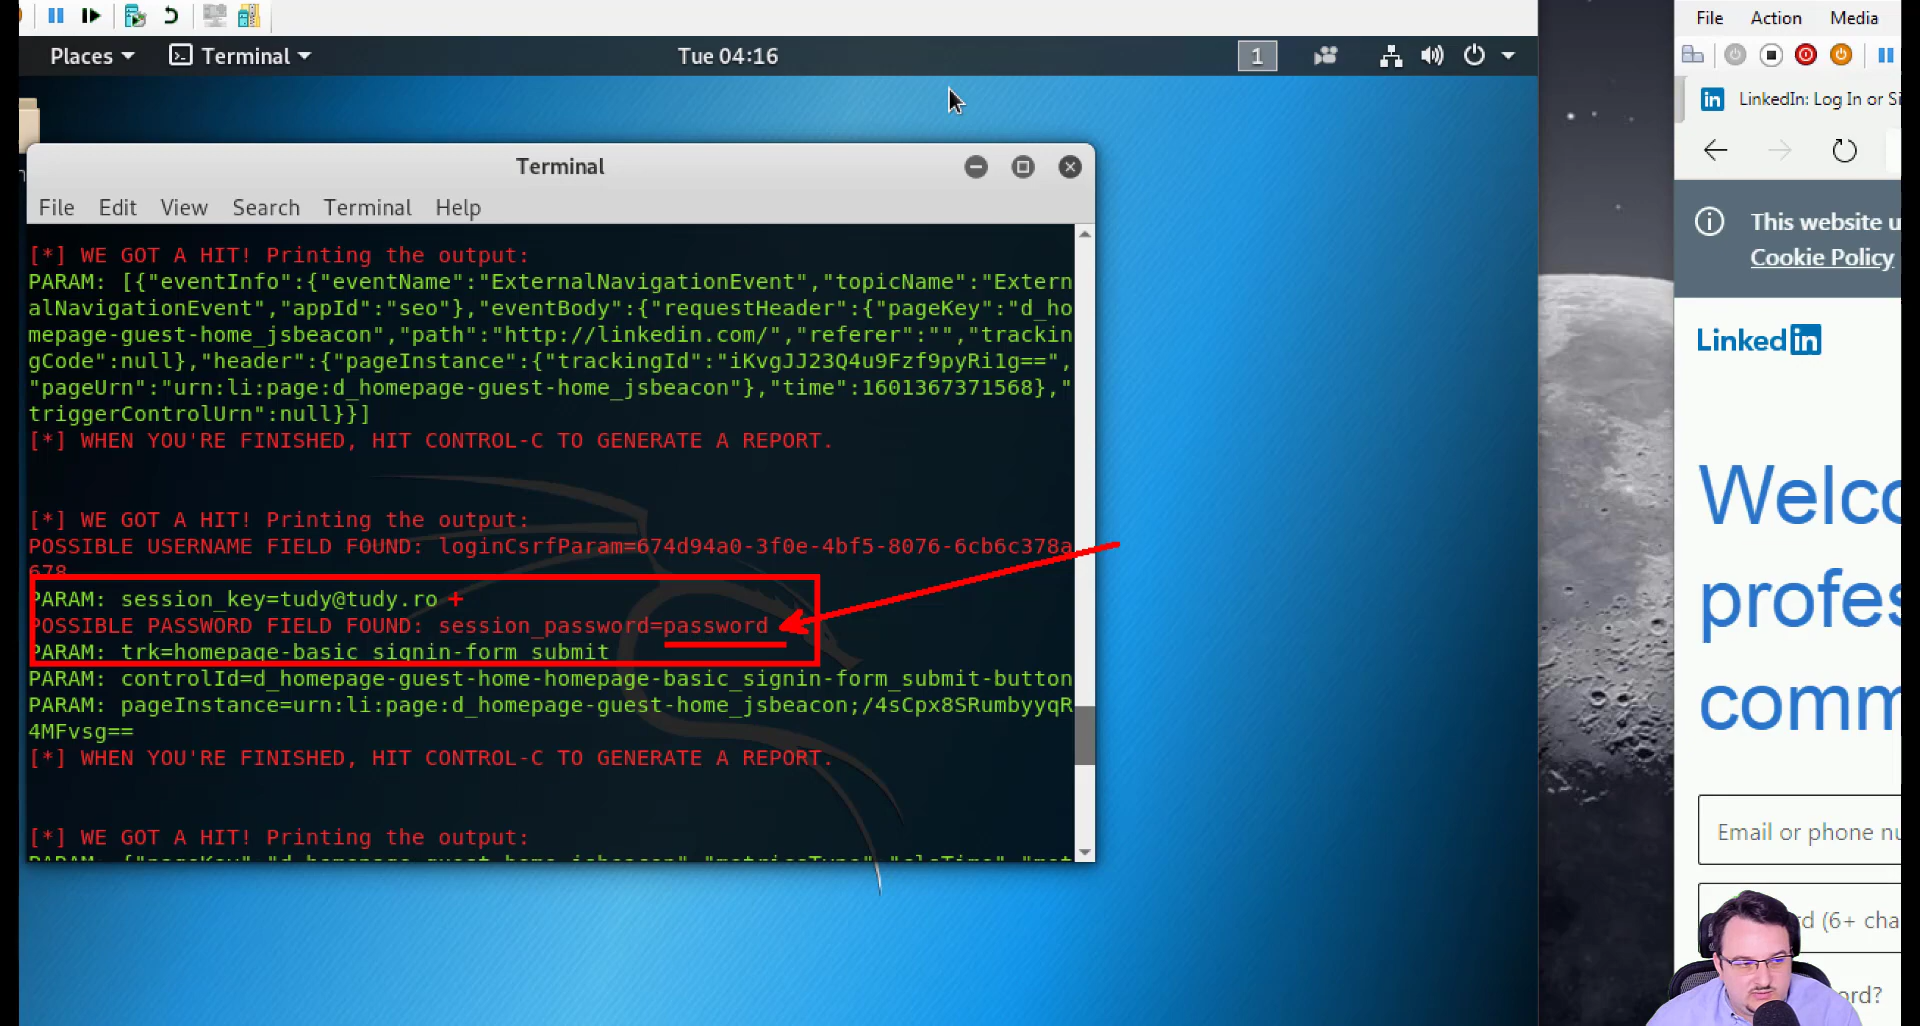 File Action Media
Places Terminal Tue 04:16 1
in LinkedIn: Log In or Si
Terminal
File Edit View Search Terminal Help
This website u
Cookie Policy
[*] WE GOT A HIT! Printing the output:
PARAM: [{"eventInfo":{"eventName":"ExternalNavigationEvent","topicName":"Extern
alNavigationEvent","appId":"seo"},"eventBody":{"requestHeader":{"pageKey":"d_ho
mepage-guest-home_jsbeacon","path":"http://linkedin.com/","referer":"","trackin
gCode":null},"header":{"pageInstance":{"trackingId":"iKvgJJ23Q4u9Fzf9pyRi1g==",
"pageUrn":"urn:li:page:d_homepage-guest-home_jsbeacon"},"time":1601367371568},"
triggerControlUrn":null}}]
[*] WHEN YOU'RE FINISHED, HIT CONTROL-C TO GENERATE A REPORT.
[*] WE GOT A HIT! Printing the output:
POSSIBLE USERNAME FIELD FOUND: loginCsrfParam=674d94a0-3f0e-4bf5-8076-6cb6c378a
678
PARAM: session_key=tudy@tudy.ro +
POSSIBLE PASSWORD FIELD FOUND: session_password=password
PARAM: trk=homepage-basic_signin-form_submit
PARAM: controlId=d_homepage-guest-home-homepage-basic_signin-form_submit-button
PARAM: pageInstance=urn:li:page:d_homepage-guest-home_jsbeacon;/4sCpx8SRumbyyqR
4MFvsg==
[*] WHEN YOU'RE FINISHED, HIT CONTROL-C TO GENERATE A REPORT.
[*] WE GOT A HIT! Printing the output:
Linked in
Welco
profes
comm
Email or phone nu
rd (6+ cha
ord?